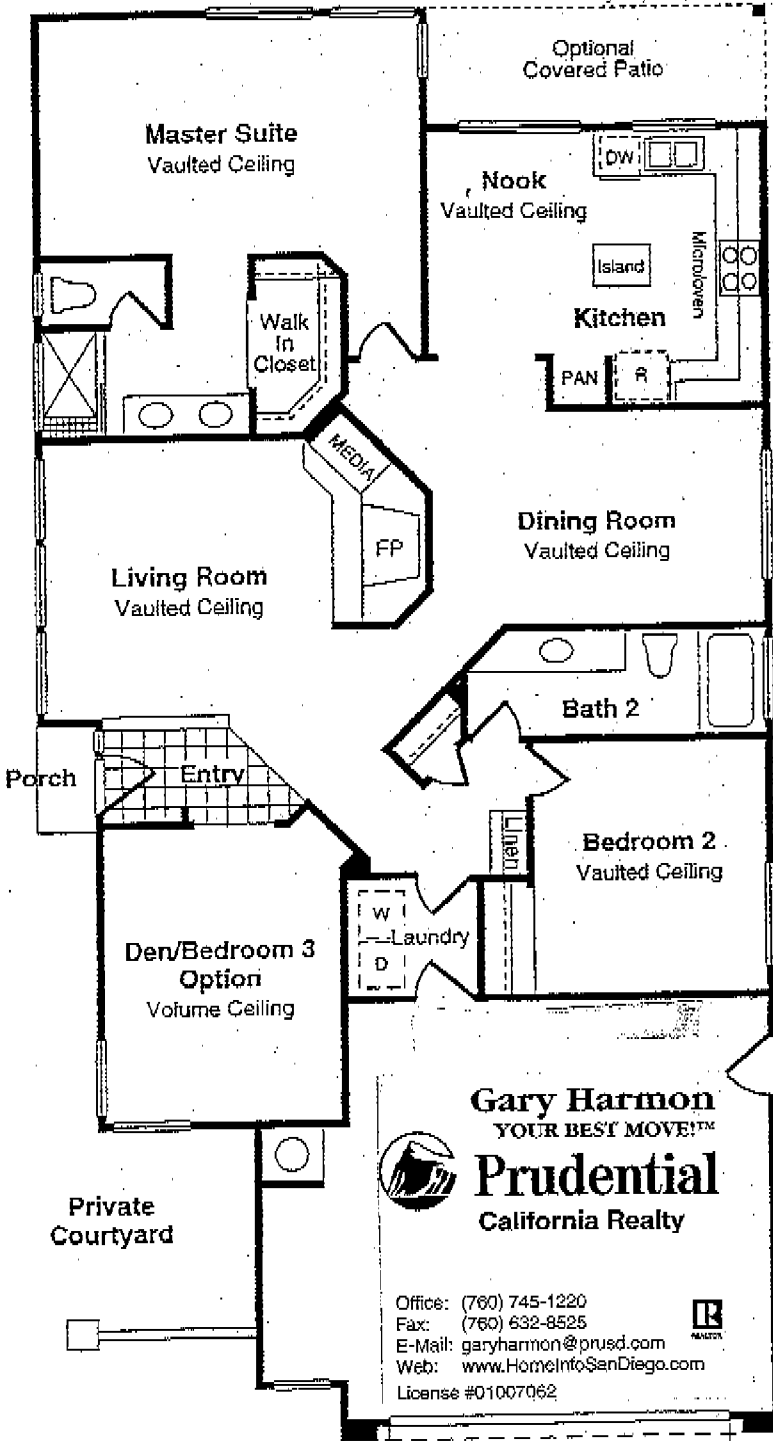 Optional
Covered Patio
Master Suite
Vaulted Ceiling
Nook
Vaulted Ceiling
DW
Island
Micro/oven
Kitchen
Walk
In
Closet
PAN
R
MEDIA
FP
Dining Room
Vaulted Ceiling
Living Room
Vaulted Ceiling
Bath 2
Porch
Entry
Linen
Bedroom 2
Vaulted Ceiling
W
D
Laundry
Den/Bedroom 3
Option
Volume Ceiling
Gary Harmon
YOUR BEST MOVE!™
Prudential
California Realty
Private
Courtyard
Office: (760) 745-1220
Fax: (760) 632-8525
E-Mail: garyharmon@prusd.com
Web: www.HomeInfoSanDiego.com
License #01007062
R
REALTOR